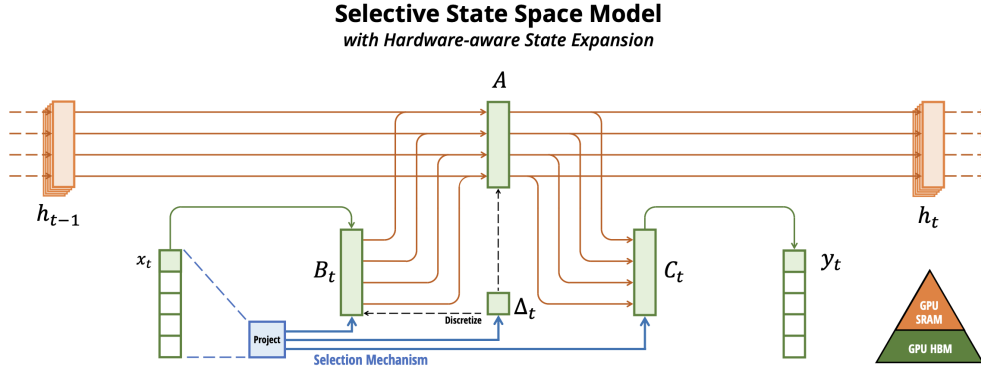 Selective State Space Model
with Hardware-aware State Expansion
A
h_{t-1}
h_t
x_t
B_t
C_t
y_t
Δ_t
Discretize
Project
Selection Mechanism
GPU
SRAM
GPU HBM